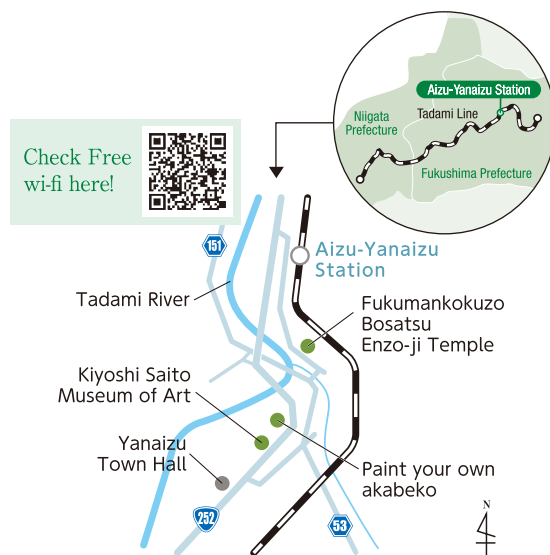 Aizu-Yanaizu Station
Tadami Line
Niigata
Prefecture
Fukushima Prefecture
Check Free
wi-fi here!
151
Aizu-Yanaizu
Station
Tadami River
Fukumankokuzo
Bosatsu
Enzo-ji Temple
Kiyoshi Saito
Museum of Art
Yanaizu
Town Hall
Paint your own
akabeko
252
53
N